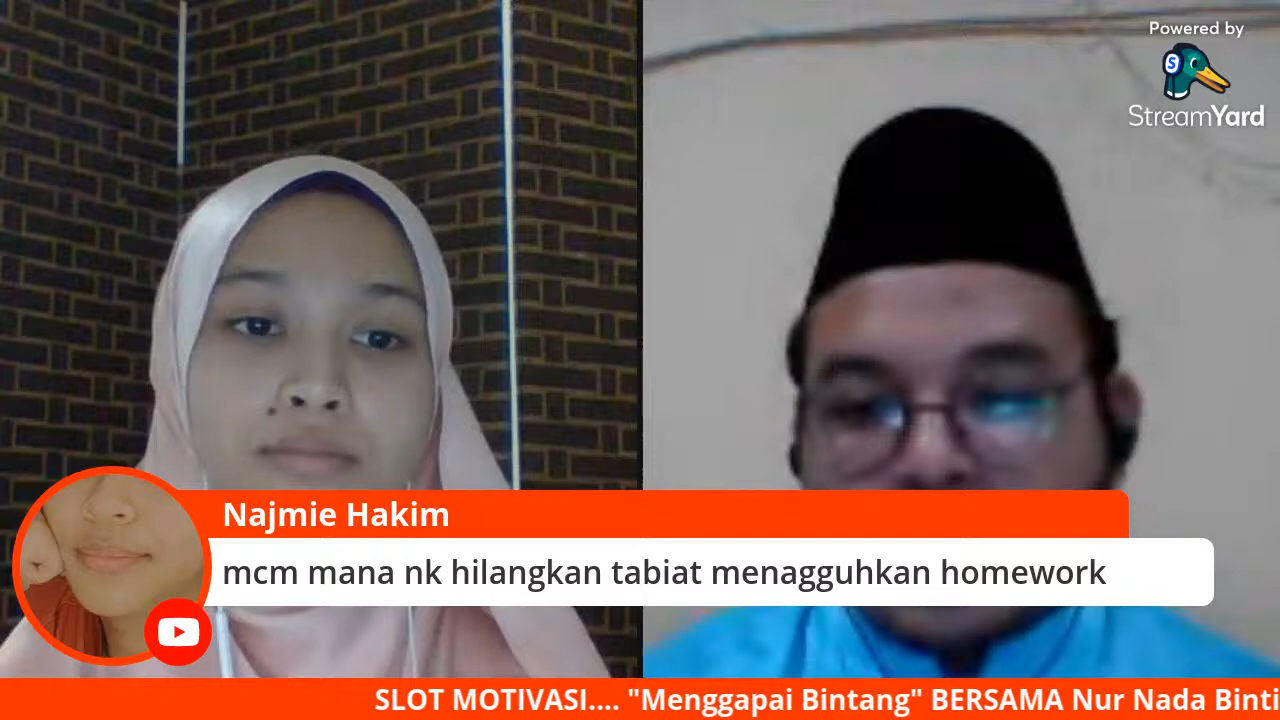 Powered by
StreamYard
Najmie Hakim
mcm mana nk hilangkan tabiat menagguhkan homework
SLOT MOTIVASI.... "Menggapai Bintang" BERSAMA Nur Nada Binti